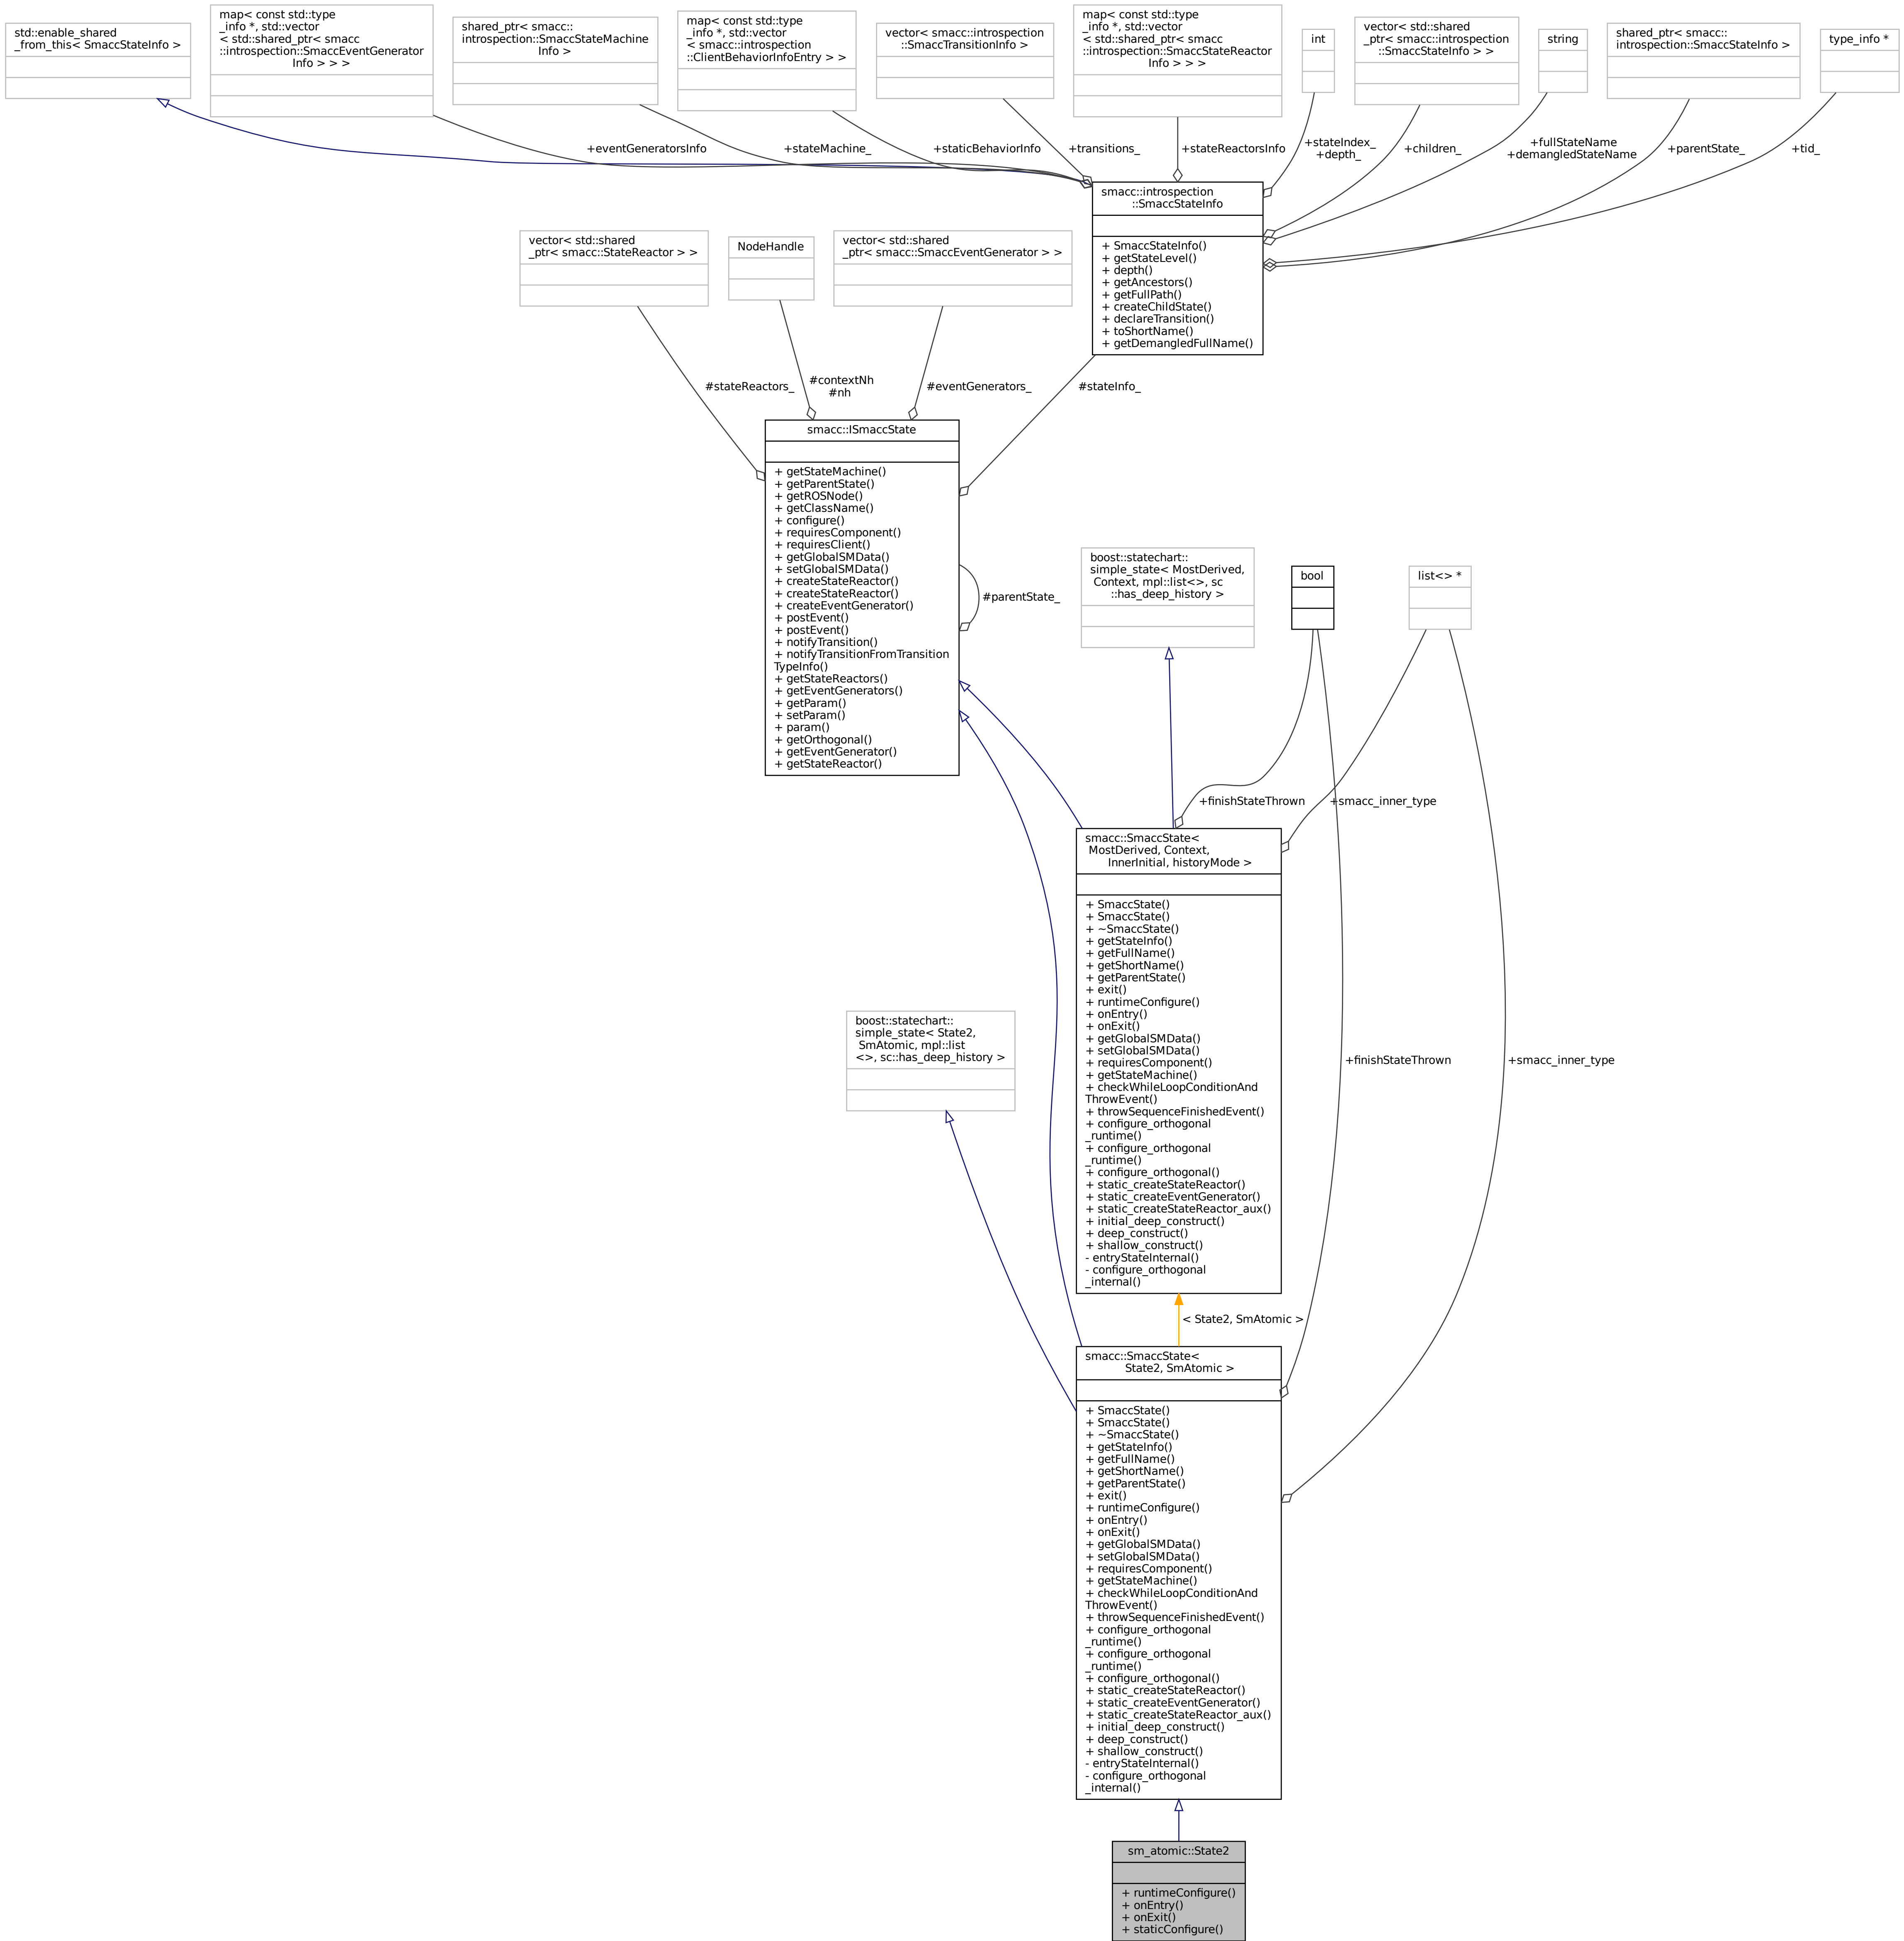 std::enable_shared
_from_this< SmaccStateInfo >
map< const std::type
_info *, std::vector
< std::shared_ptr< smacc
::introspection::SmaccEventGenerator
Info > > >
shared_ptr< smacc::
introspection::SmaccStateMachine
Info >
map< const std::type
_info *, std::vector
< smacc::introspection
::ClientBehaviorInfoEntry > >
vector< smacc::introspection
::SmaccTransitionInfo >
map< const std::type
_info *, std::vector
< std::shared_ptr< smacc
::introspection::SmaccStateReactor
Info > > >
int
vector< std::shared
_ptr< smacc::introspection
::SmaccStateInfo > >
string
shared_ptr< smacc::
introspection::SmaccStateInfo >
type_info *
+eventGeneratorsInfo
+stateMachine_
+staticBehaviorInfo
+transitions_
+stateReactorsInfo
+stateIndex_
+depth_
+children_
+fullStateName
+demangledStateName
+parentState_
+tid_
smacc::introspection
::SmaccStateInfo
+ SmaccStateInfo()
+ getStateLevel()
+ depth()
+ getAncestors()
+ getFullPath()
+ createChildState()
+ declareTransition()
+ toShortName()
+ getDemangledFullName()
vector< std::shared
_ptr< smacc::StateReactor > >
NodeHandle
vector< std::shared
_ptr< smacc::SmaccEventGenerator > >
#stateReactors_
#contextNh
#nh
#eventGenerators_
#stateInfo_
smacc::ISmaccState
+ getStateMachine()
+ getParentState()
+ getROSNode()
+ getClassName()
+ configure()
+ requiresComponent()
+ requiresClient()
+ getGlobalSMData()
+ setGlobalSMData()
+ createStateReactor()
+ createStateReactor()
+ createEventGenerator()
+ postEvent()
+ postEvent()
+ notifyTransition()
+ notifyTransitionFromTransition
TypeInfo()
+ getStateReactors()
+ getEventGenerators()
+ getParam()
+ setParam()
+ param()
+ getOrthogonal()
+ getEventGenerator()
+ getStateReactor()
#parentState_
boost::statechart::
simple_state< MostDerived,
Context, mpl::list<>, sc
::has_deep_history >
bool
list<> *
+finishStateThrown
+smacc_inner_type
smacc::SmaccState<
MostDerived, Context,
InnerInitial, historyMode >
+ SmaccState()
+ SmaccState()
+ ~SmaccState()
+ getStateInfo()
+ getFullName()
+ getShortName()
+ getParentState()
+ exit()
+ runtimeConfigure()
+ onEntry()
+ onExit()
+ getGlobalSMData()
+ setGlobalSMData()
+ requiresComponent()
+ getStateMachine()
+ checkWhileLoopConditionAnd
ThrowEvent()
+ throwSequenceFinishedEvent()
+ configure_orthogonal
_runtime()
+ configure_orthogonal
_runtime()
+ configure_orthogonal()
+ static_createStateReactor()
+ static_createEventGenerator()
+ static_createStateReactor_aux()
+ initial_deep_construct()
+ deep_construct()
+ shallow_construct()
- entryStateInternal()
- configure_orthogonal
_internal()
boost::statechart::
simple_state< State2,
SmAtomic, mpl::list
<>, sc::has_deep_history >
+finishStateThrown
+smacc_inner_type
< State2, SmAtomic >
smacc::SmaccState<
State2, SmAtomic >
+ SmaccState()
+ SmaccState()
+ ~SmaccState()
+ getStateInfo()
+ getFullName()
+ getShortName()
+ getParentState()
+ exit()
+ runtimeConfigure()
+ onEntry()
+ onExit()
+ getGlobalSMData()
+ setGlobalSMData()
+ requiresComponent()
+ getStateMachine()
+ checkWhileLoopConditionAnd
ThrowEvent()
+ throwSequenceFinishedEvent()
+ configure_orthogonal
_runtime()
+ configure_orthogonal
_runtime()
+ configure_orthogonal()
+ static_createStateReactor()
+ static_createEventGenerator()
+ static_createStateReactor_aux()
+ initial_deep_construct()
+ deep_construct()
+ shallow_construct()
- entryStateInternal()
- configure_orthogonal
_internal()
sm_atomic::State2
+ runtimeConfigure()
+ onEntry()
+ onExit()
+ staticConfigure()